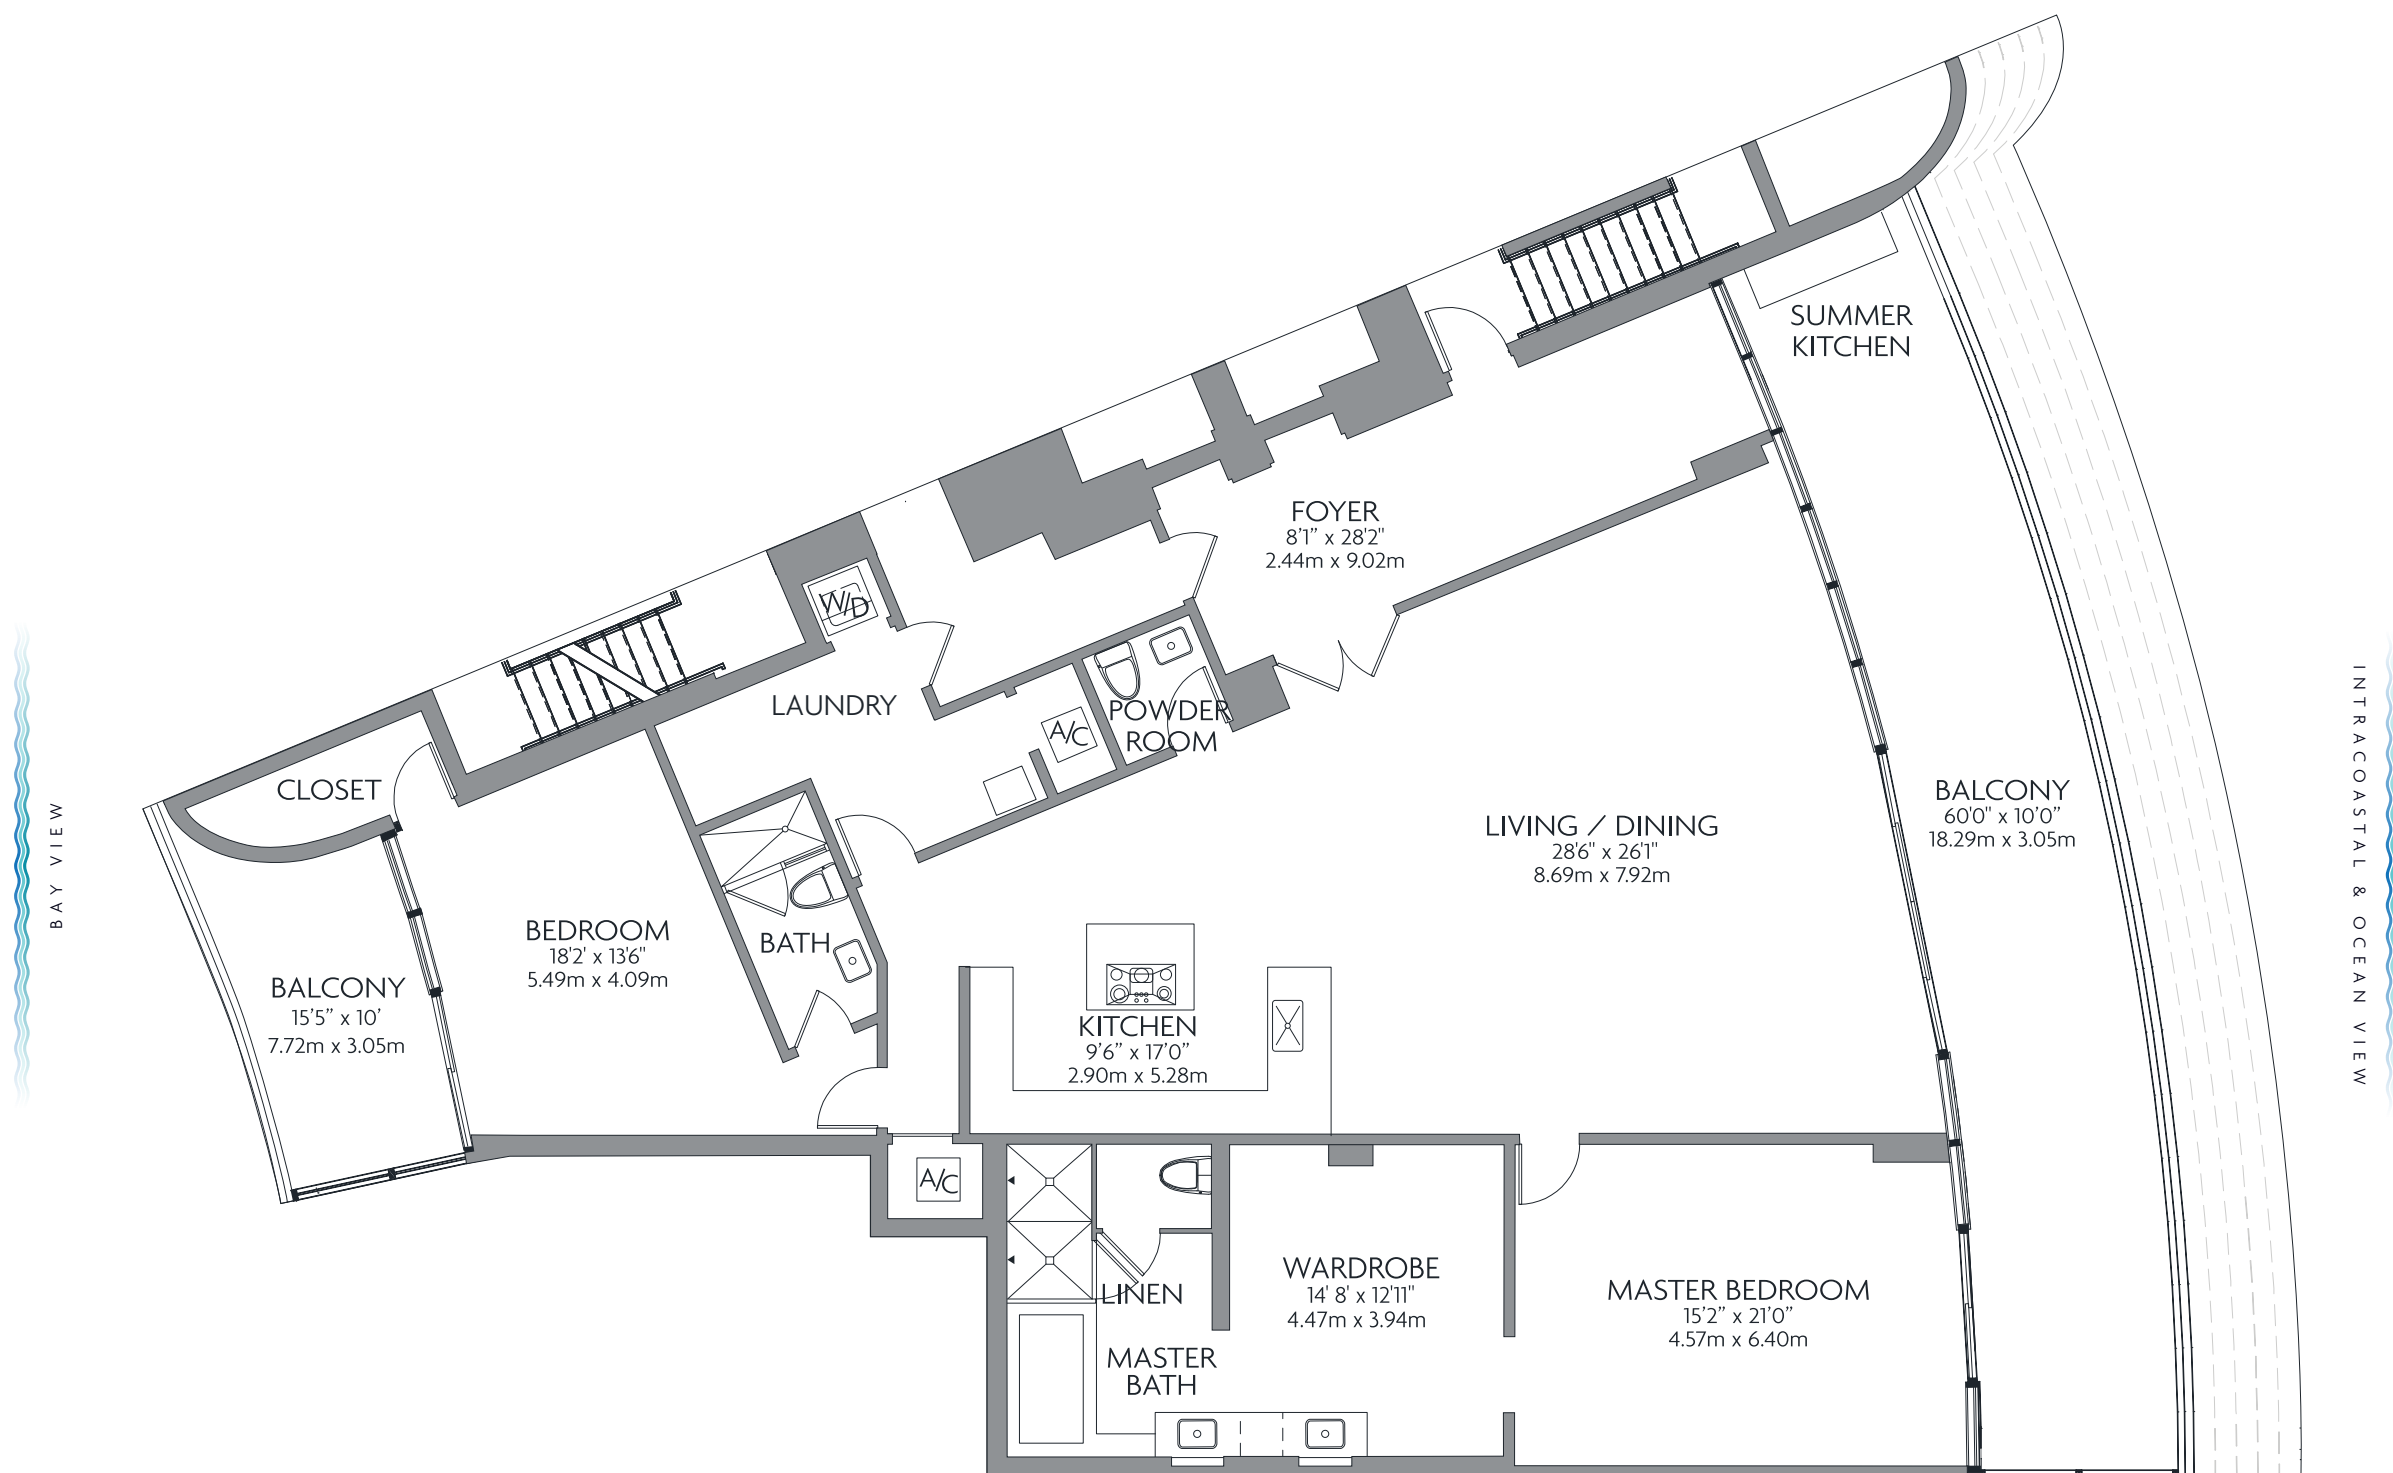 SUMMER
KITCHEN
FOYER
8'1” x 28'2"
2.44m x 9.02m
W/D
LAUNDRY
A/C
POWDER
ROOM
CLOSET
BALCONY
60'0" x 10'0”
18.29m x 3.05m
LIVING / DINING
28'6" x 26'1"
8.69m x 7.92m
BAY VIEW
INTRACOASTAL & OCEAN VIEW
BEDROOM
18'2' x 13'6"
5.49m x 4.09m
BATH
BALCONY
15'5” x 10'
7.72m x 3.05m
KITCHEN
9'6” x 17'0”
2.90m x 5.28m
A/C
LINEN
WARDROBE
14' 8' x 12'11"
4.47m x 3.94m
MASTER BEDROOM
15'2” x 21'0”
4.57m x 6.40m
MASTER
BATH